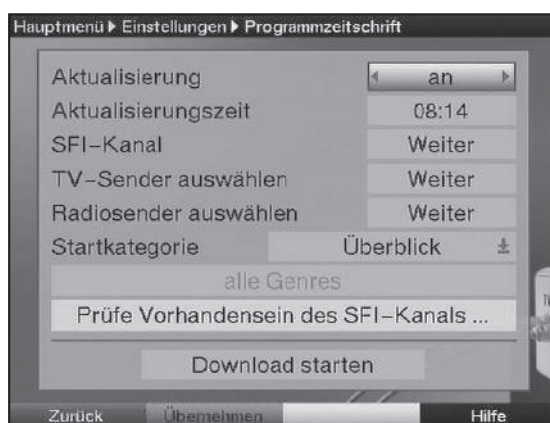 Hauptmenü Einstellungen Programmzeitschrift
Aktualisierung an
Aktualisierungszeit 08:14
SFI-Kanal Weiter
TV-Sender auswählen Weiter
Radiosender auswählen Weiter
Startkategorie Überblick
alle Genres
Prüfe Vorhandensein des SFI-Kanals ...
Download starten
Zurück Übernehmen Hilfe